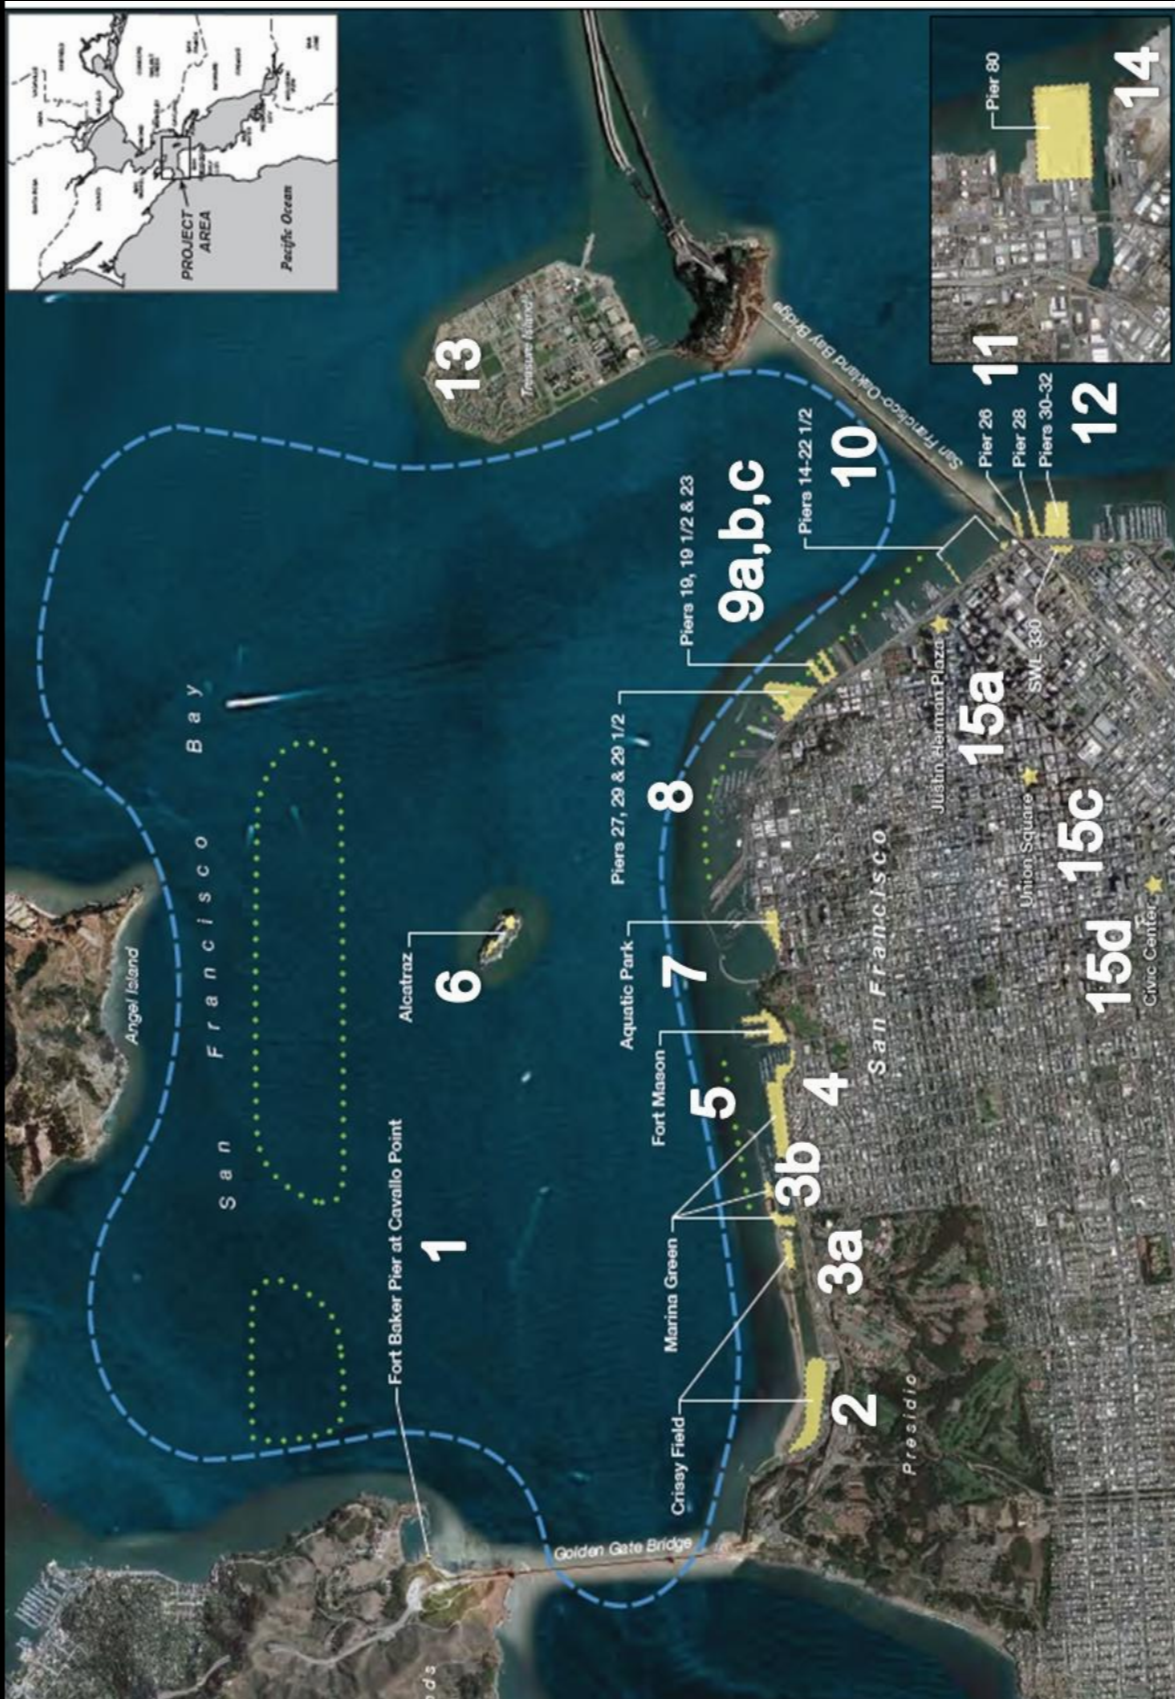 PROJECT
AREA
Pacific Ocean
Angel Island
San Francisco Bay
Fort Baker Pier at Cavallo Point
1
Golden Gate Bridge
Alcatraz
6
13
Treasure Island
San Francisco-Oakland Bay Bridge
Crissy Field
2
Marina Green
3a
3b
Fort Mason
5
4
Aquatic Park
7
Piers 27, 29 & 29 1/2
8
Piers 19, 19 1/2 & 23
9a,b,c
Piers 14-22 1/2
10
Pier 26
11
Pier 28
Piers 30-32
12
Pier 80
14
Presidio
San Francisco
Justin Herman Plaza
15a
SWL 330
Union Square
15c
15d
Civic Center
ds